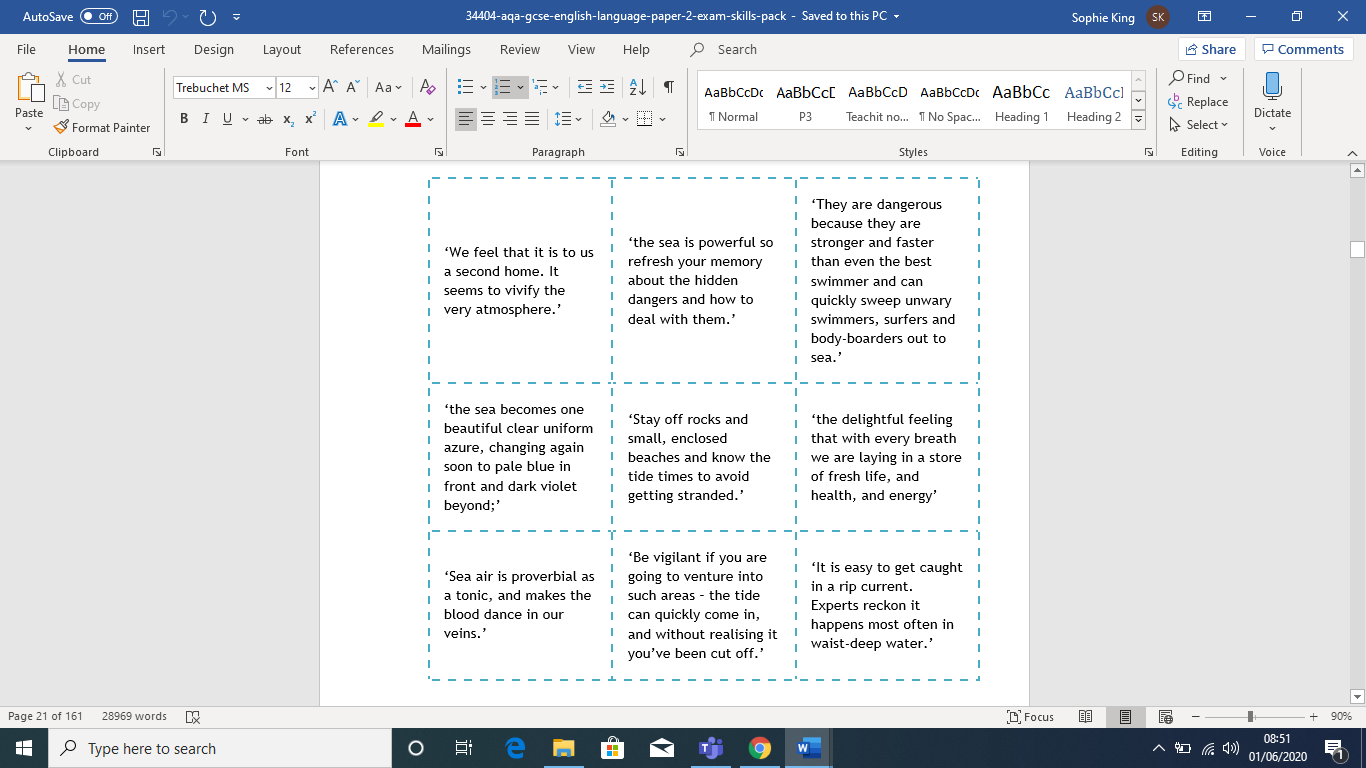 AutoSave Off
34404-aqa-gcse-english-language-paper-2-exam-skills-pack - Saved to this PC
Sophie King SK
File Home Insert Design Layout References Mailings Review View Help Search
Share Comments
Paste
Cut
Copy
Format Painter
Clipboard
Trebuchet MS 12
Font
Paragraph
AaBbCcDc AaBbCcD AaBbCcD AaBbCcDc AaBbCc AaBbCcI
¶ Normal P3 Teachit no... ¶ No Spac... Heading 1 Heading 2
Styles
Find
Replace
Select
Editing
Dictate
Voice
‘We feel that it is to us
a second home. It
seems to vivify the
very atmosphere.’
‘the sea is powerful so
refresh your memory
about the hidden
dangers and how to
deal with them.’
‘They are dangerous
because they are
stronger and faster
than even the best
swimmer and can
quickly sweep unwary
swimmers, surfers and
body-boarders out to
sea.’
‘the sea becomes one
beautiful clear uniform
azure, changing again
soon to pale blue in
front and dark violet
beyond;’
‘Stay off rocks and
small, enclosed
beaches and know the
tide times to avoid
getting stranded.’
‘the delightful feeling
that with every breath
we are laying in a store
of fresh life, and
health, and energy’
‘Sea air is proverbial as
a tonic, and makes the
blood dance in our
veins.’
‘Be vigilant if you are
going to venture into
such areas – the tide
can quickly come in,
and without realising it
you’ve been cut off.’
‘It is easy to get caught
in a rip current.
Experts reckon it
happens most often in
waist-deep water.’
Page 21 of 161 28969 words
Focus
90%
Type here to search
08:51
01/06/2020
1